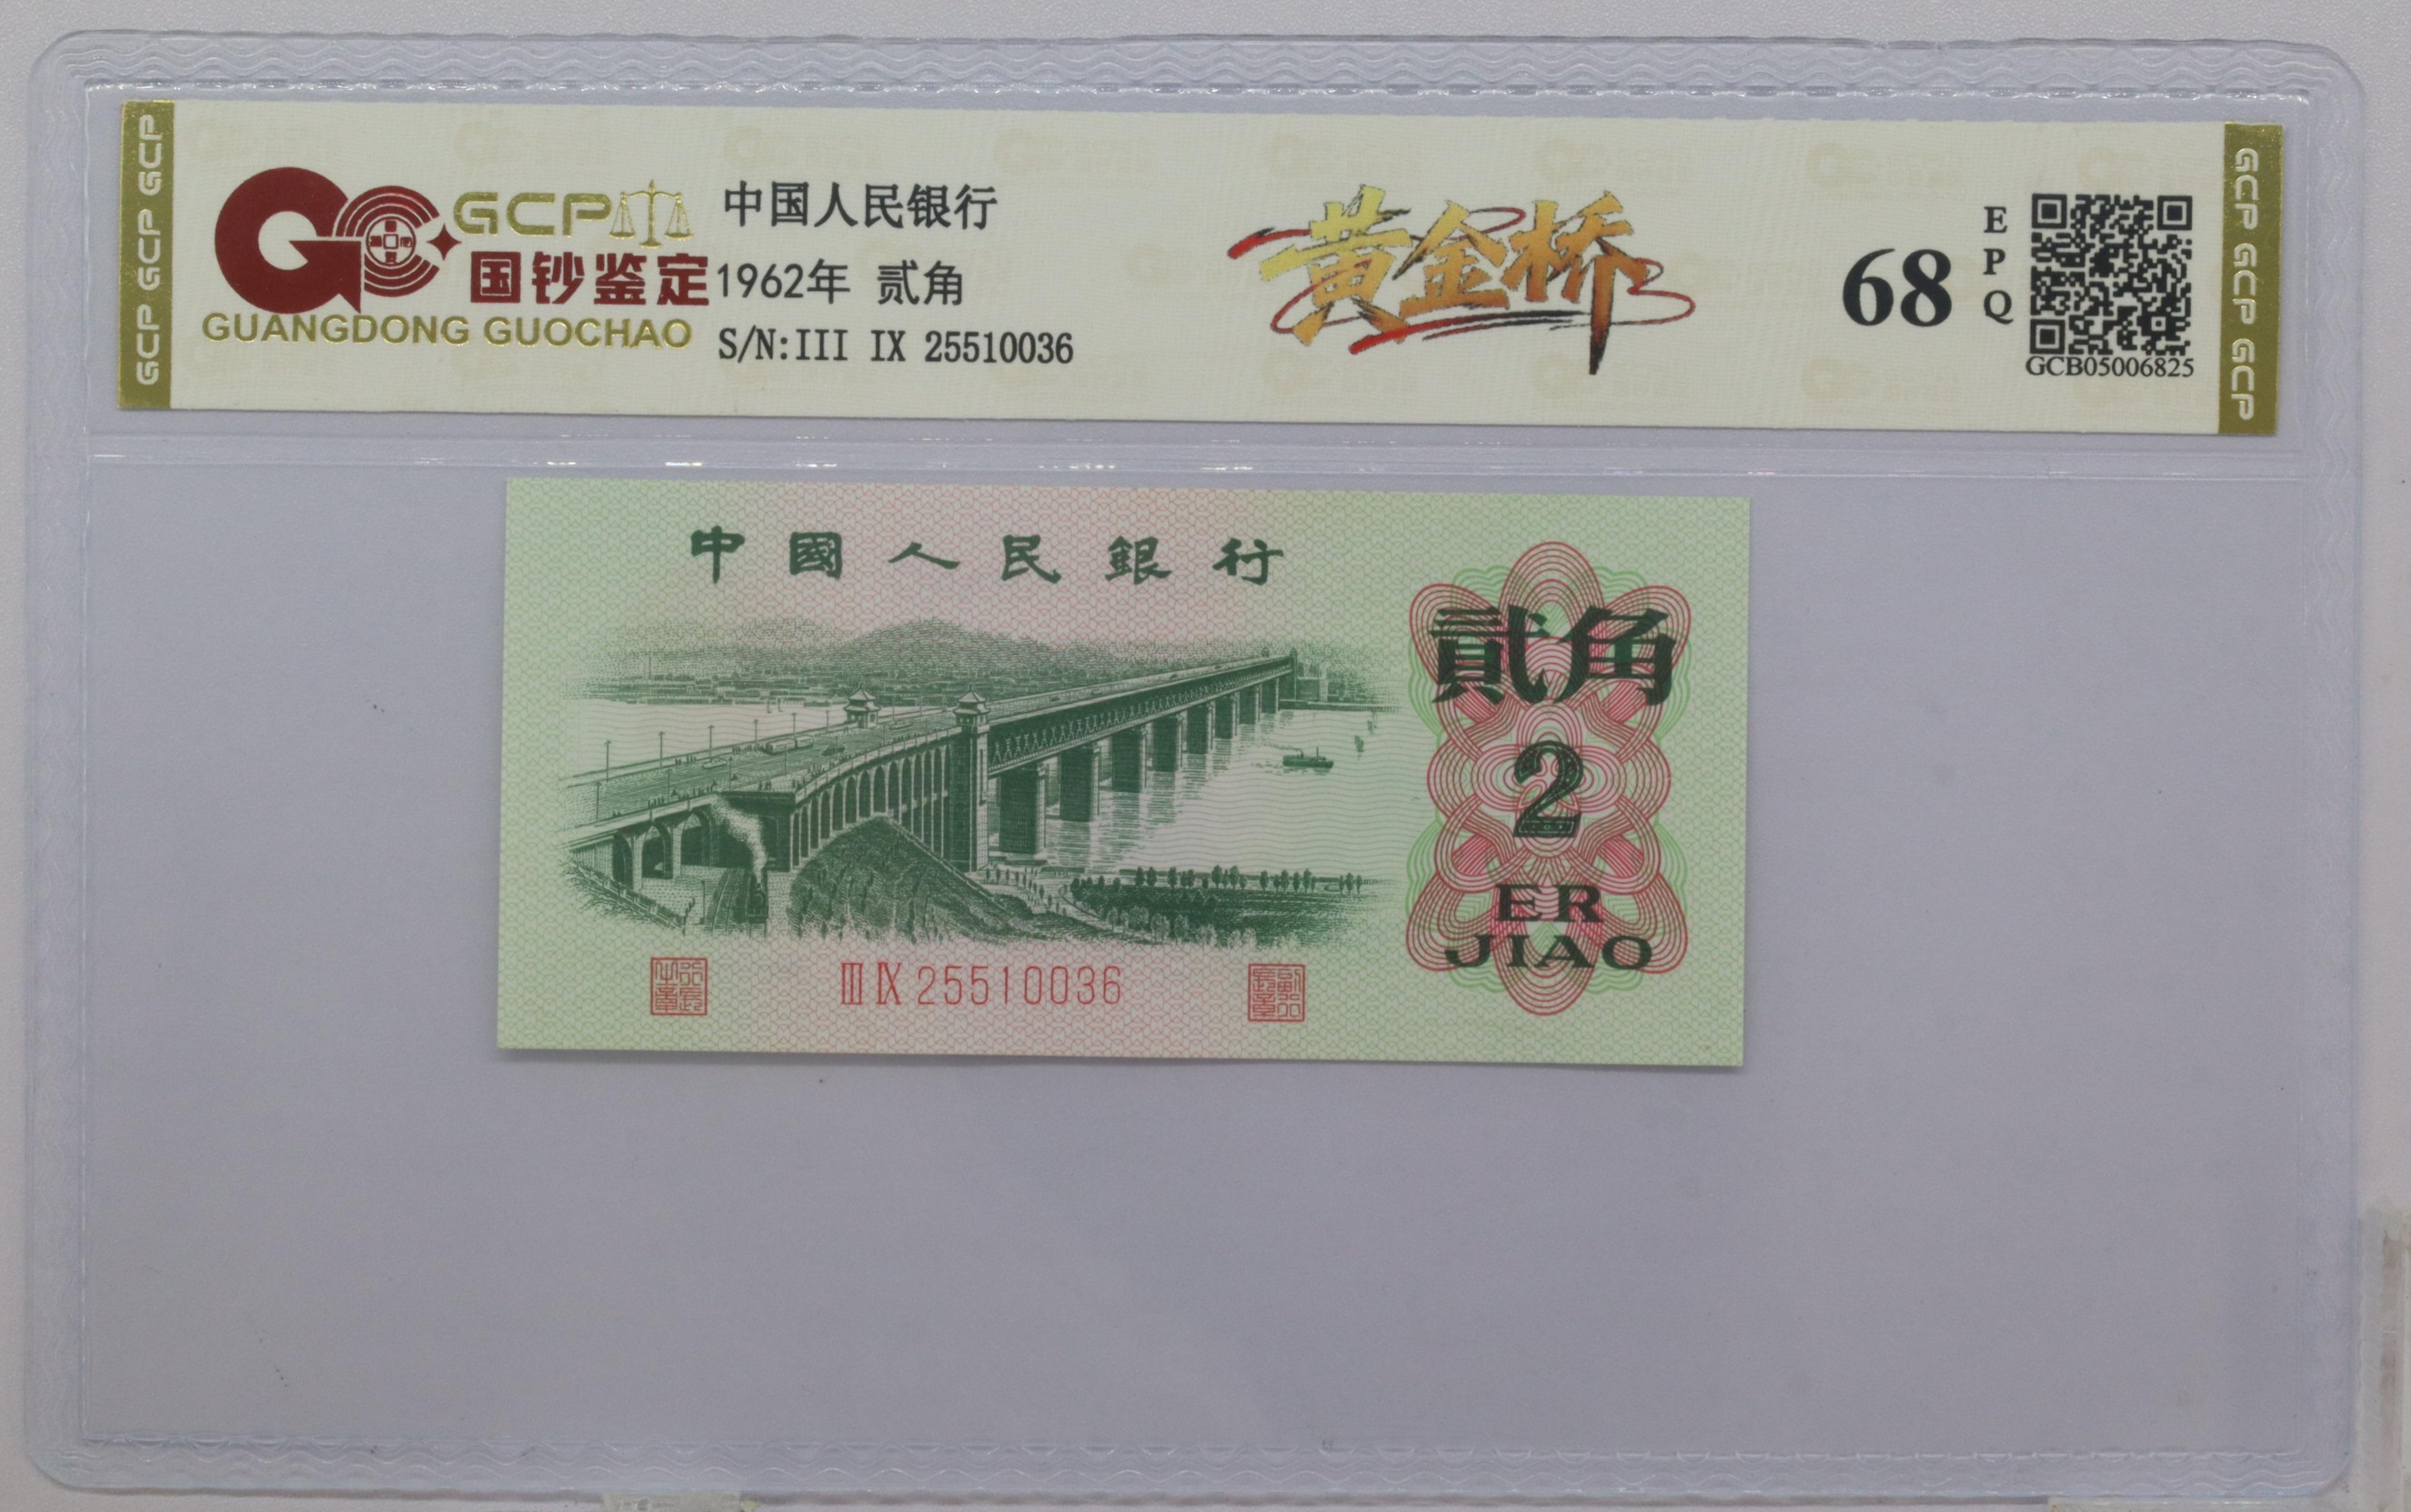 GCP GCP GCP
GCP
国钞鉴定
GUANGDONG GUOCHAO
中国人民银行
1962年 贰角
S/N:III IX 25510036
黄金桥
68
EPQ
GCB05006825
GCP GCP GCP
中國人民銀行
貳角
2
ER
JIAO
III IX 25510036